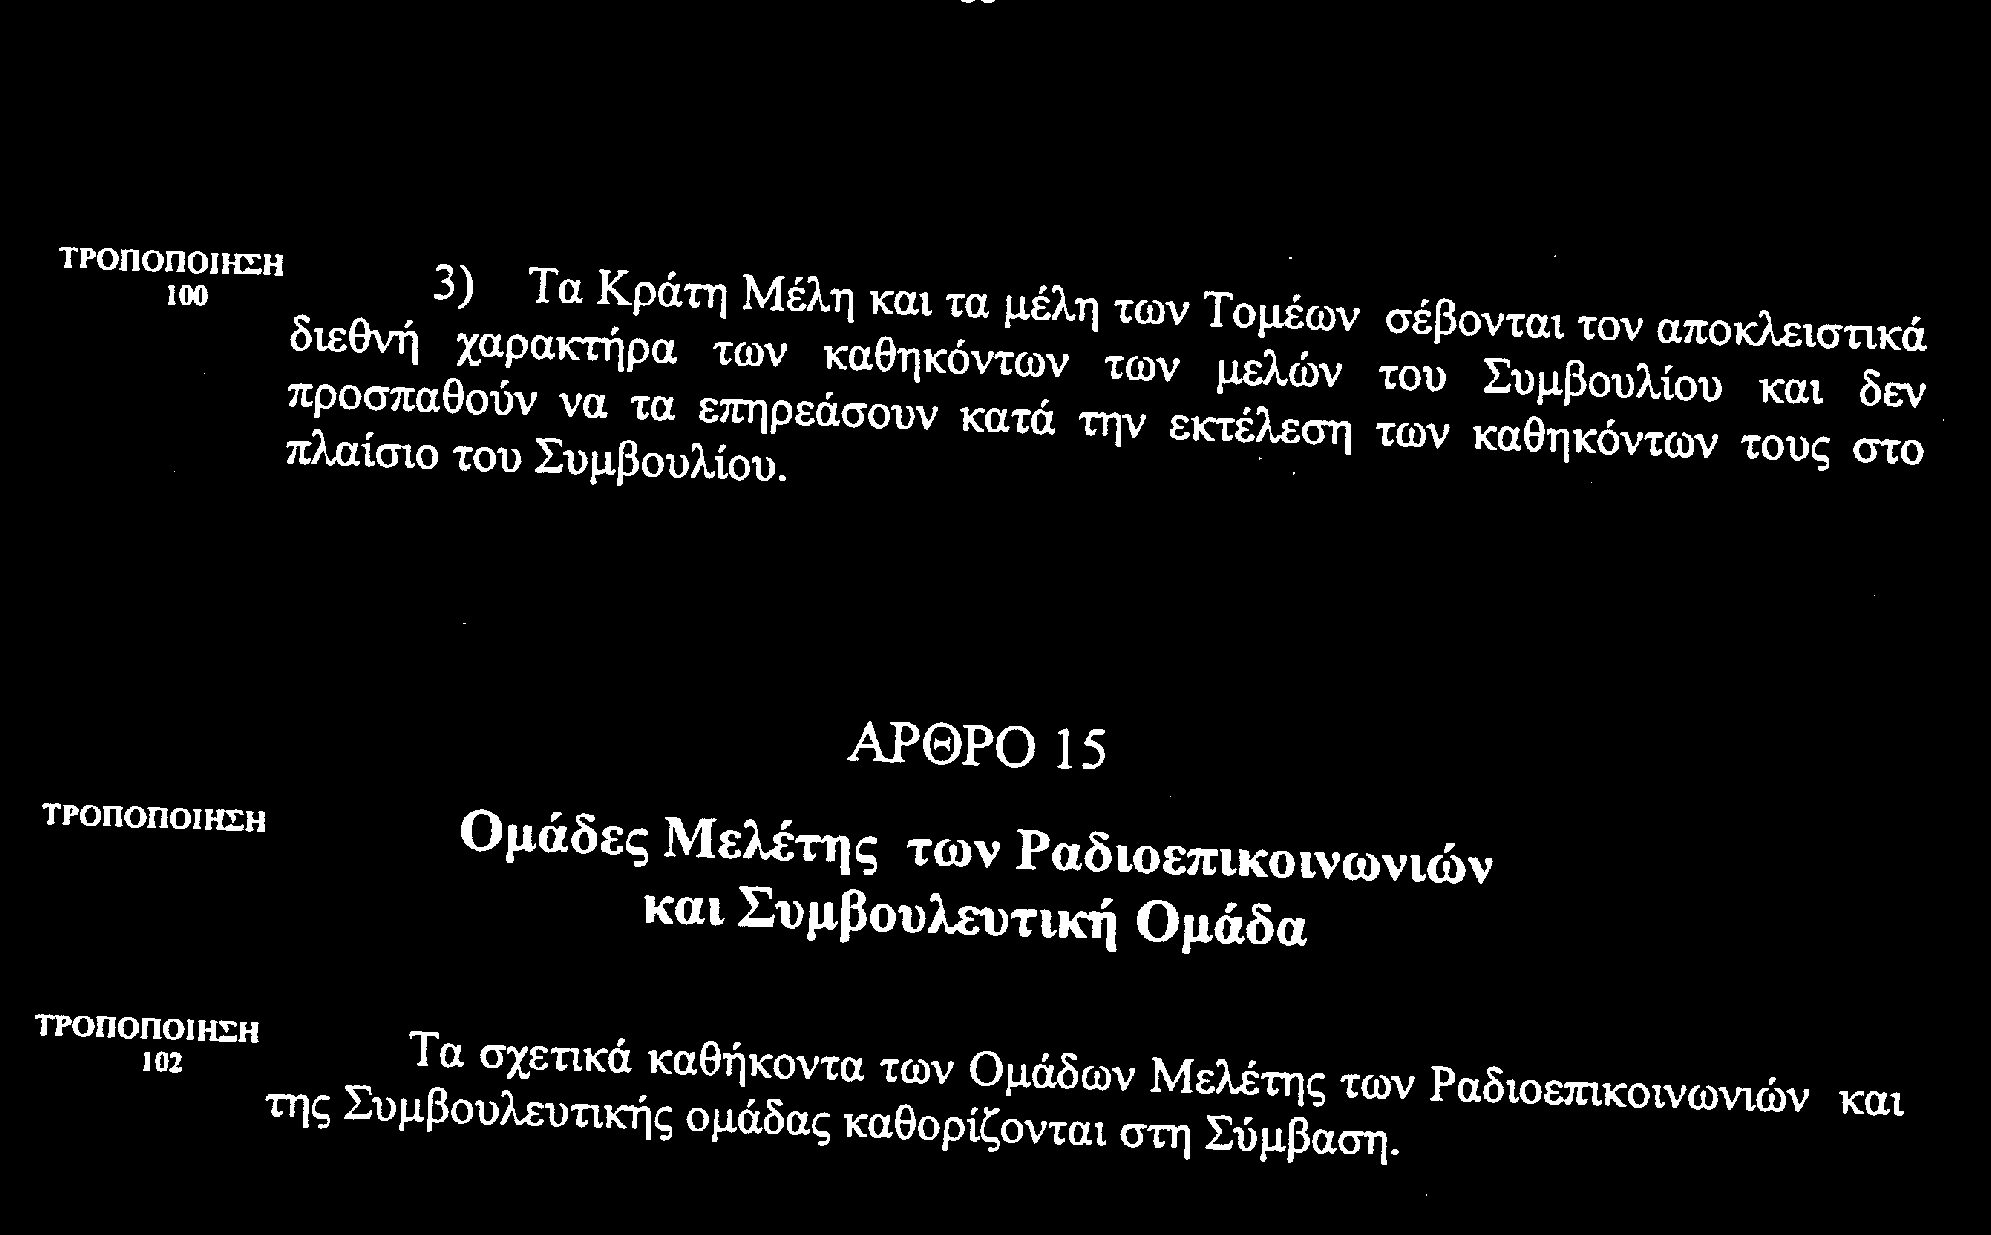 ΤΡΟΠΟΠΟΙΗΣΗ
100
3) Τα Κράτη Μέλη και τα μέλη των Τομέων σέβονται τον αποκλειστικά
διεθνή χαρακτήρα των καθηκόντων των μελών του Συμβουλίου και δεν
προσπαθούν να τα επηρεάσουν κατά την εκτέλεση των καθηκόντων τους στο
πλαίσιο του Συμβουλίου.
ΑΡΘΡΟ 15
ΤΡΟΠΟΠΟΙΗΣΗ
Ομάδες Μελέτης των Ραδιοεπικοινωνιών
και Συμβουλευτική Ομάδα
ΤΡΟΠΟΠΟΙΗΣΗ
102
Τα σχετικά καθήκοντα των Ομάδων Μελέτης των Ραδιοεπικοινωνιών και
της Συμβουλευτικής ομάδας καθορίζονται στη Σύμβαση.